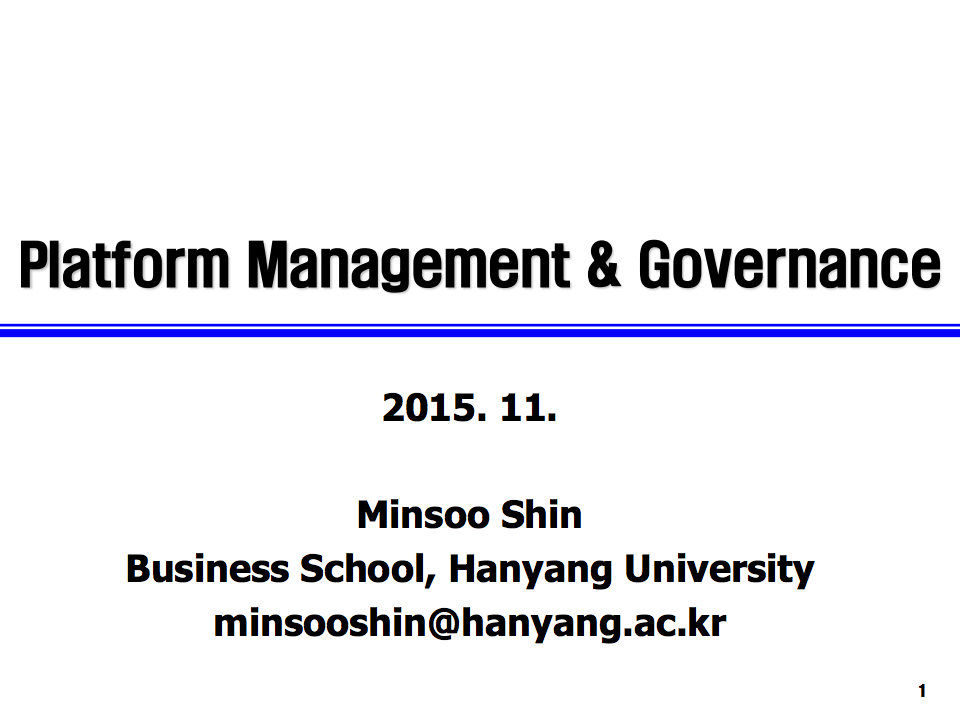 Platform Management & Governance
2015. 11.
Minsoo Shin
Business School, Hanyang University
minsooshin@hanyang.ac.kr
1